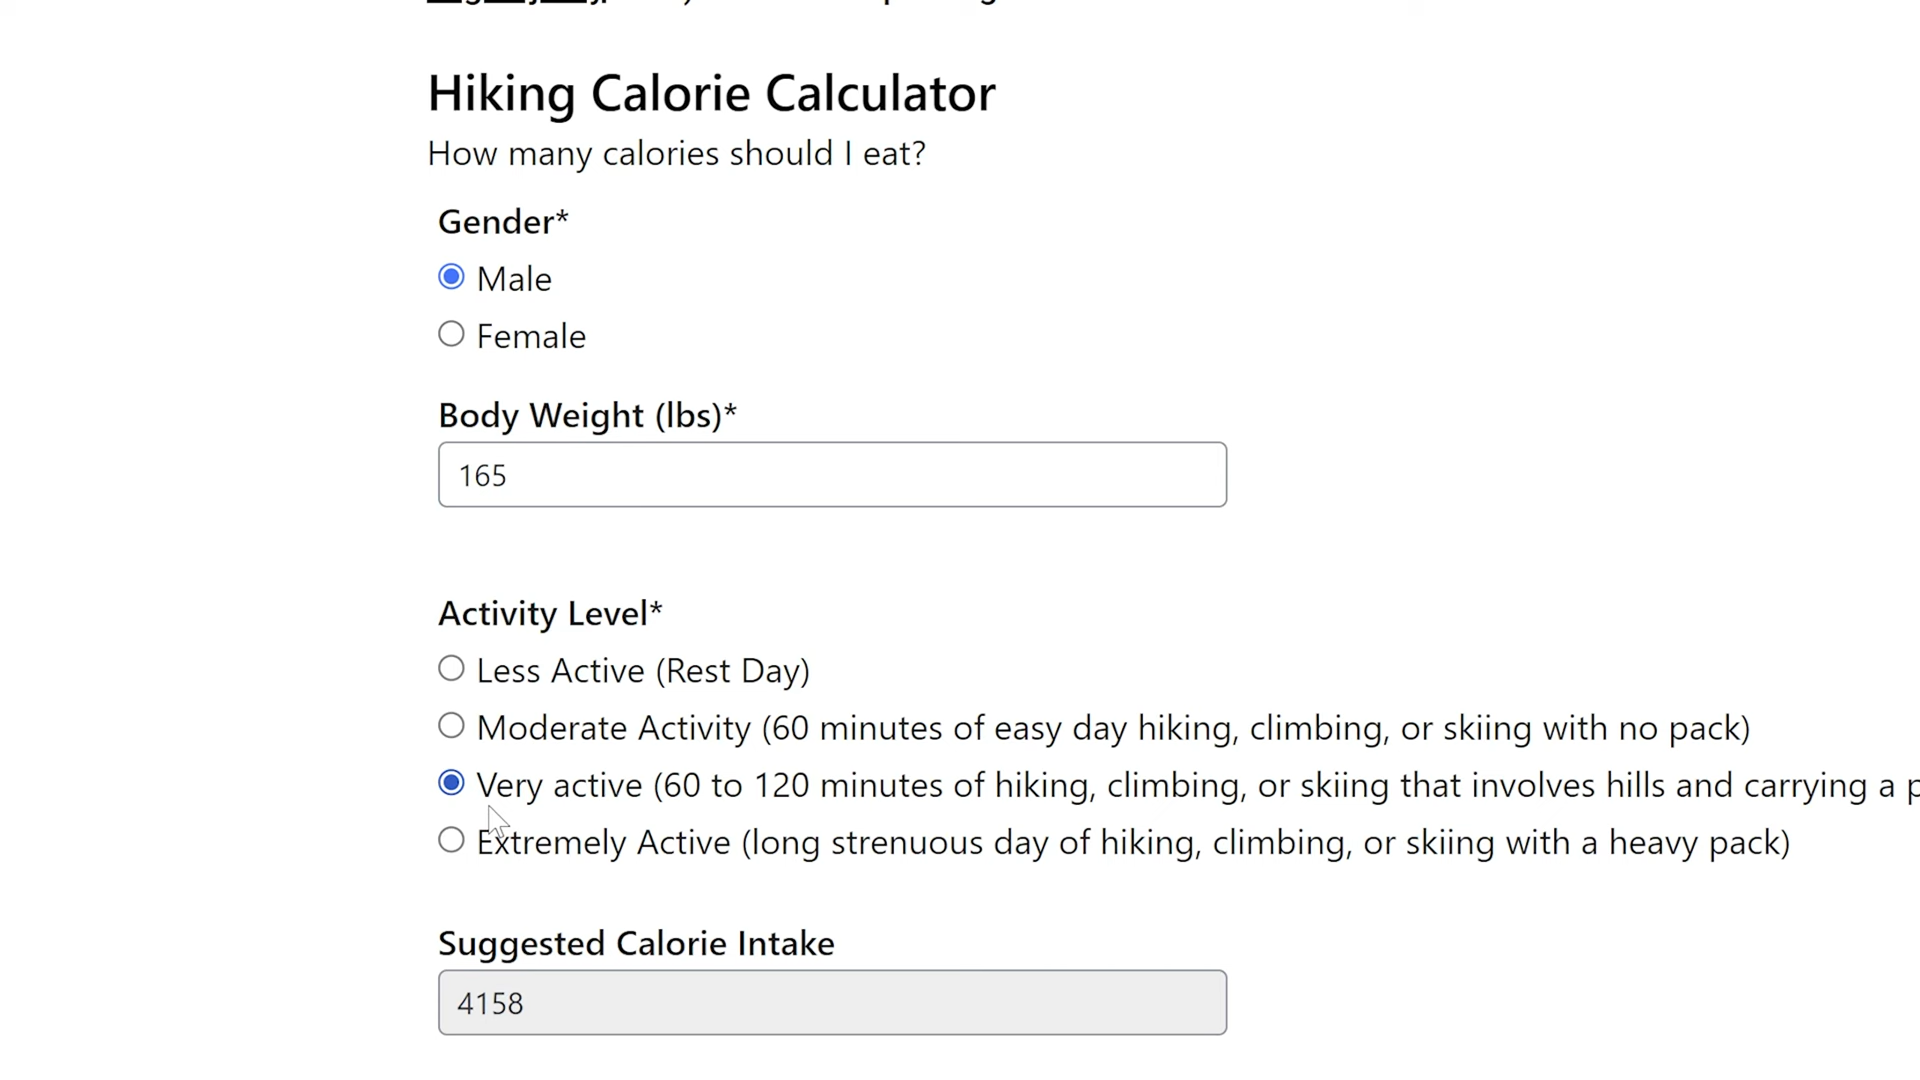 Hiking Calorie Calculator
How many calories should I eat?
Gender*
Male
Female
Body Weight (lbs)*
165
Activity Level*
Less Active (Rest Day)
Moderate Activity (60 minutes of easy day hiking, climbing, or skiing with no pack)
Very active (60 to 120 minutes of hiking, climbing, or skiing that involves hills and carrying a
Extremely Active (long strenuous day of hiking, climbing, or skiing with a heavy pack)
Suggested Calorie Intake
4158